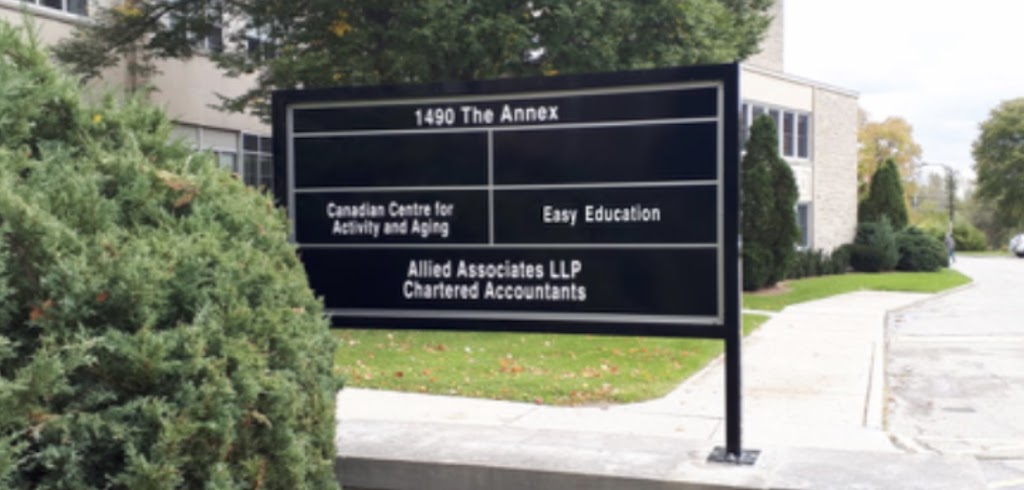 1490 The Annex
Canadian Centre for
Activity and Aging
Easy Education
Allied Associates LLP
Chartered Accountants